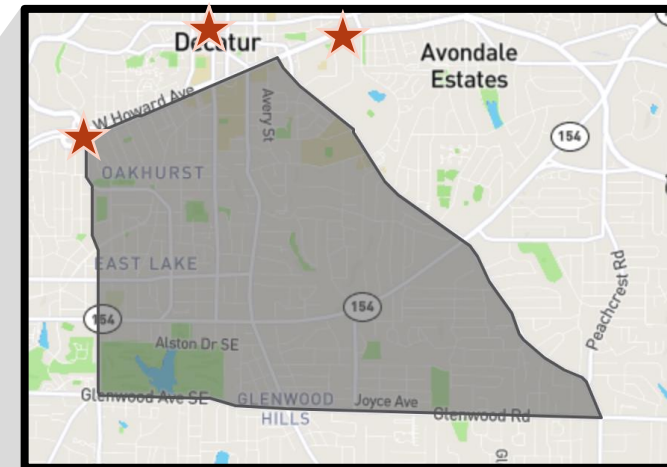 Decatur
Avondale
Estates
W Howard Ave
Avery St
154
OAKHURST
EAST LAKE
Peachcrest Rd
154
154
Alston Dr SE
Glenwood Ave SE
GLENWOOD
HILLS
Joyce Ave
Glenwood Rd